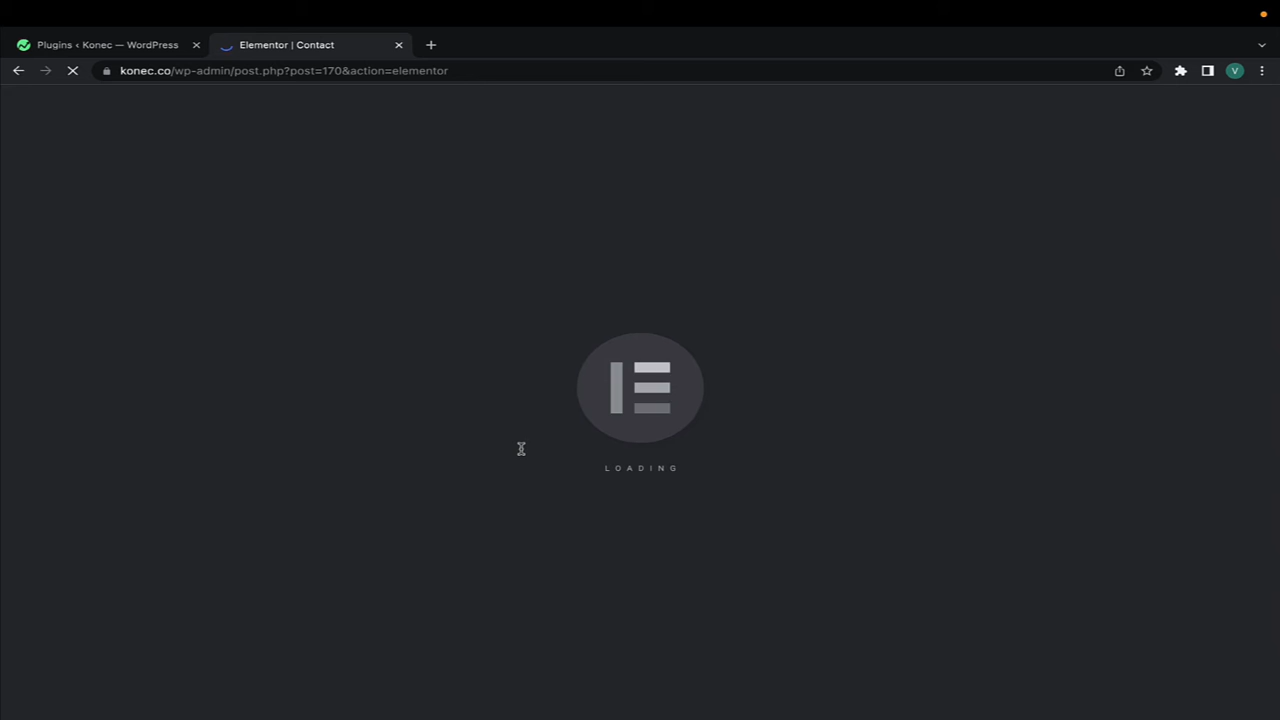 Plugins ‹ Konec — WordPress
Elementor | Contact
konec.co/wp-admin/post.php?post=170&action=elementor
V
LOADING